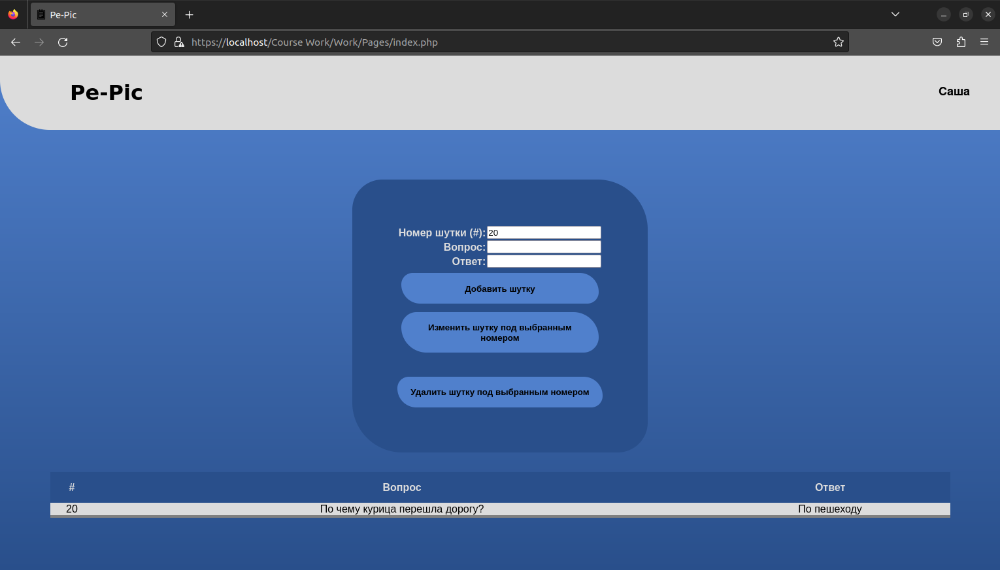 Pe-Pic
https://localhost/Course Work/Work/Pages/index.php
Pe-Pic
Саша
Номер шутки (#): 20
Вопрос:
Ответ:
Добавить шутку
Изменить шутку под выбранным
номером
Удалить шутку под выбранным номером
# Вопрос Ответ
20 По чему курица перешла дорогу? По пешеходу